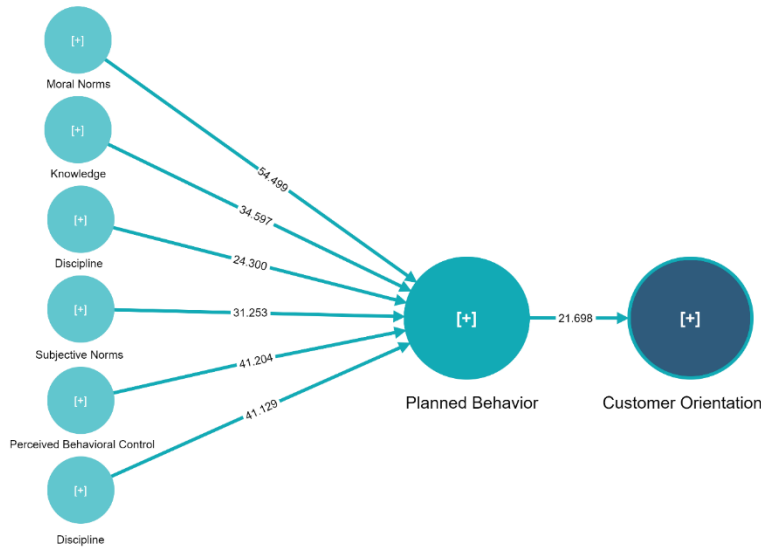 [+]
Moral Norms
[+]
Knowledge
[+]
Discipline
[+]
Subjective Norms
[+]
Perceived Behavioral Control
[+]
Discipline
54.499
34.597
24.300
31.253
41.204
41.129
[+]
Planned Behavior
21.698
[+]
Customer Orientation